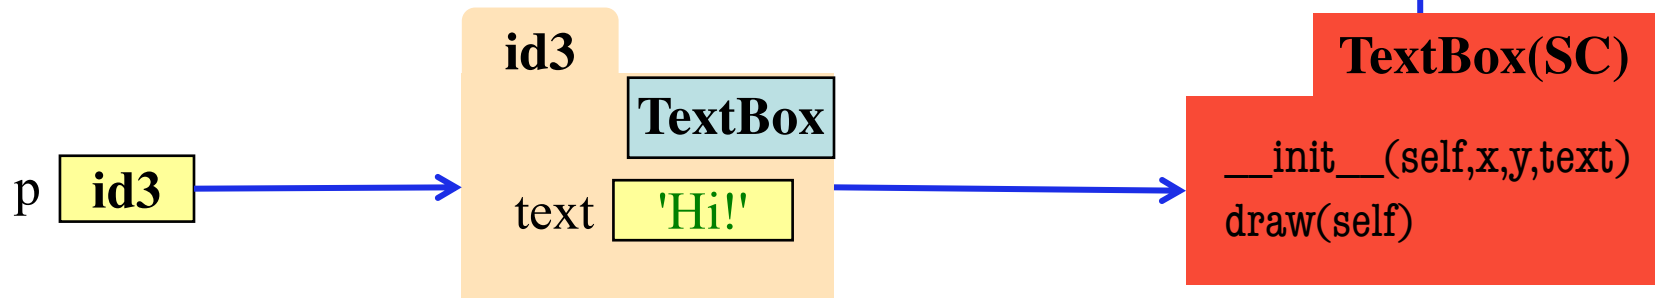 p id3
id3
TextBox
text 'Hi!'
TextBox(SC)
__init__(self,x,y,text)
draw(self)